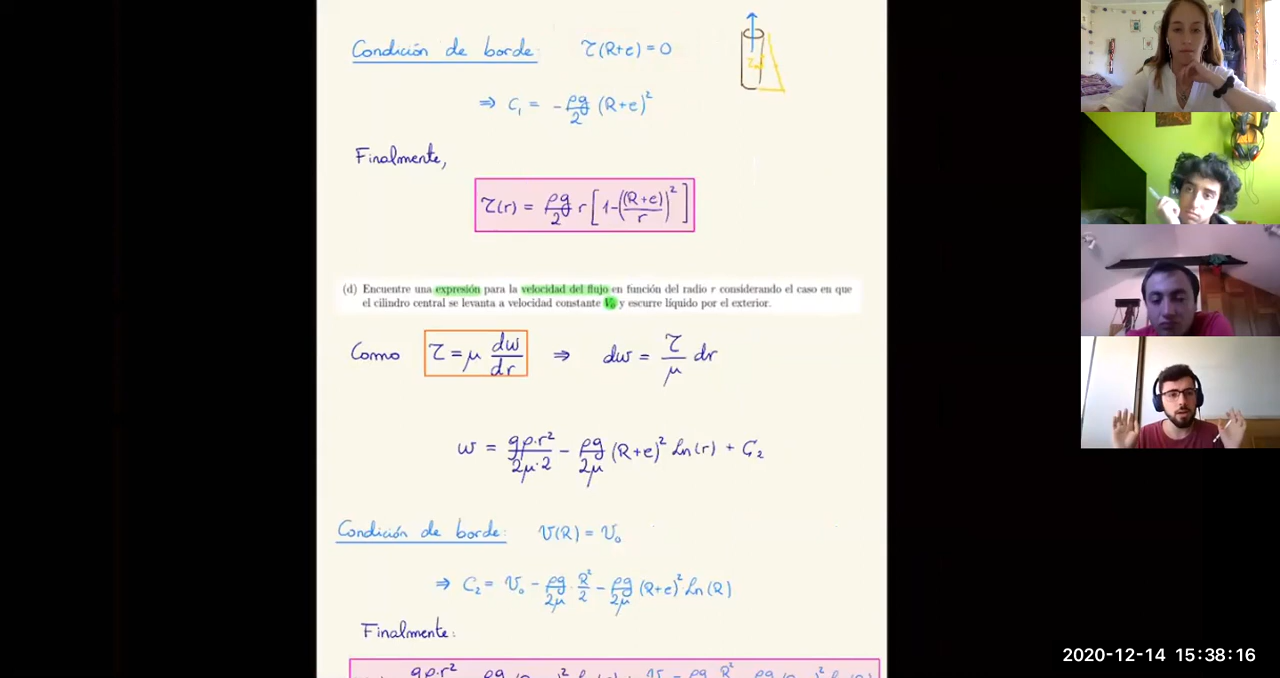 Condición de borde: τ(R+e) = 0
⇒ C₁ = -ρg/2 (R+e)²
Finalmente,
τ(r) = ρg/2 r [1-((R+e)/r)²]
(d) Encuentre una expresión para la velocidad del flujo en función del radio r considerando el caso en que
el cilindro central se levanta a velocidad constante V₀ y escurre líquido por el exterior.
Como τ = μ dw/dr ⇒ dw = τ/μ dr
w = gρ·r²/2μ·2 - ρg/2μ (R+e)² Ln(r) + C₂
Condición de borde: V(R) = V₀
⇒ C₂ = V₀ - ρg/2μ · R²/2 - ρg/2μ (R+e)² Ln(R)
Finalmente:
2020-12-14 15:38:16